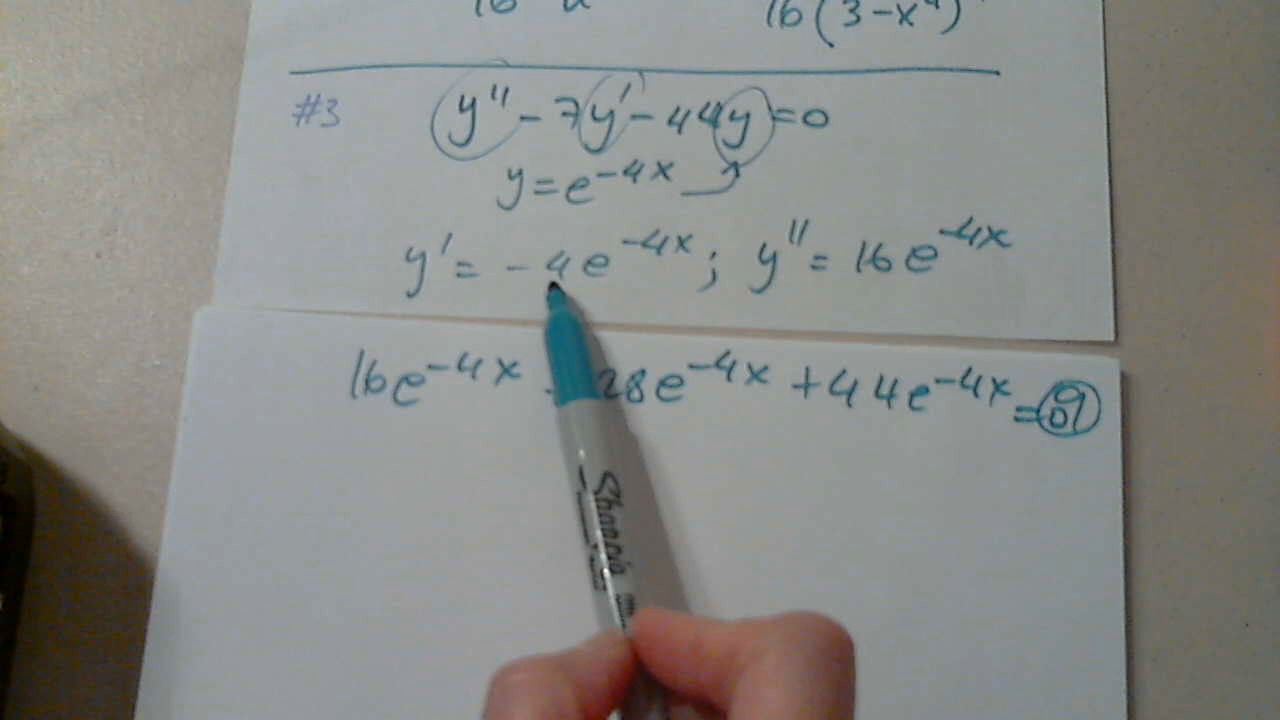 16 u 16(3-x⁴)
#3 y'' - 7y' - 44y = 0
y = e^{-4x}
y' = -4e^{-4x} ; y'' = 16e^{-4x}
16e^{-4x} 28e^{-4x} + 44e^{-4x} = 0
Sharpie